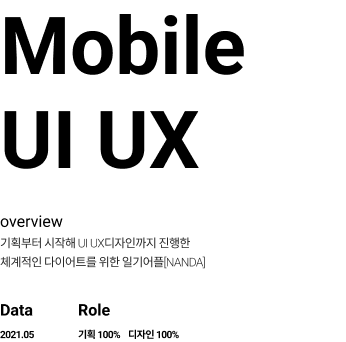 Mobile
UI UX
overview
기획부터 시작해 UI UX디자인까지 진행한
체계적인 다이어트를 위한 일기어플[NANDA]
Data Role
2021.05 기획 100% 디자인 100%